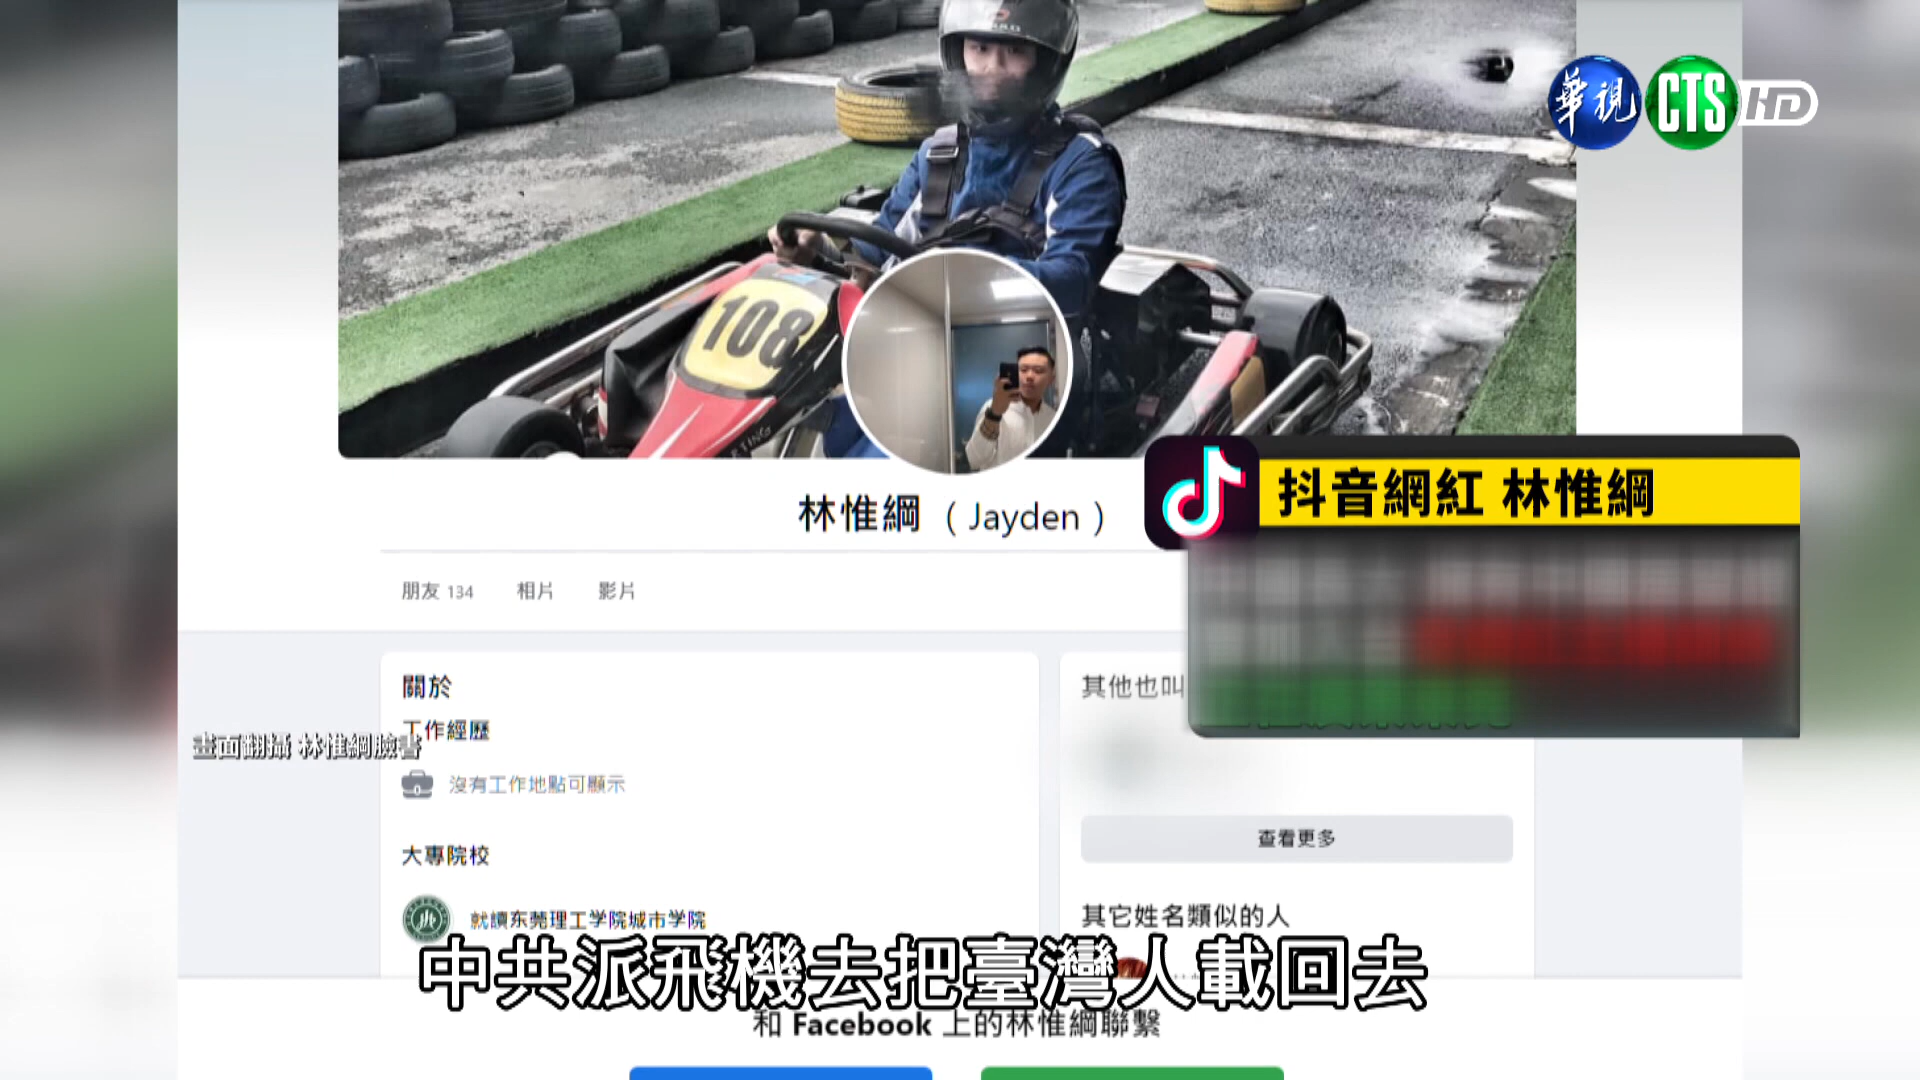 華視 CTS HD
108
林惟綱 （Jayden）
抖音網紅 林惟綱
朋友 134 相片 影片
關於
其他也叫
工作經歷
畫面翻攝 林惟綱臉書
沒有工作地點可顯示
查看更多
大專院校
就讀东莞理工学院城市学院
其它姓名類似的人
中共派飛機去把臺灣人載回去
和 Facebook 上的林惟綱聯繫